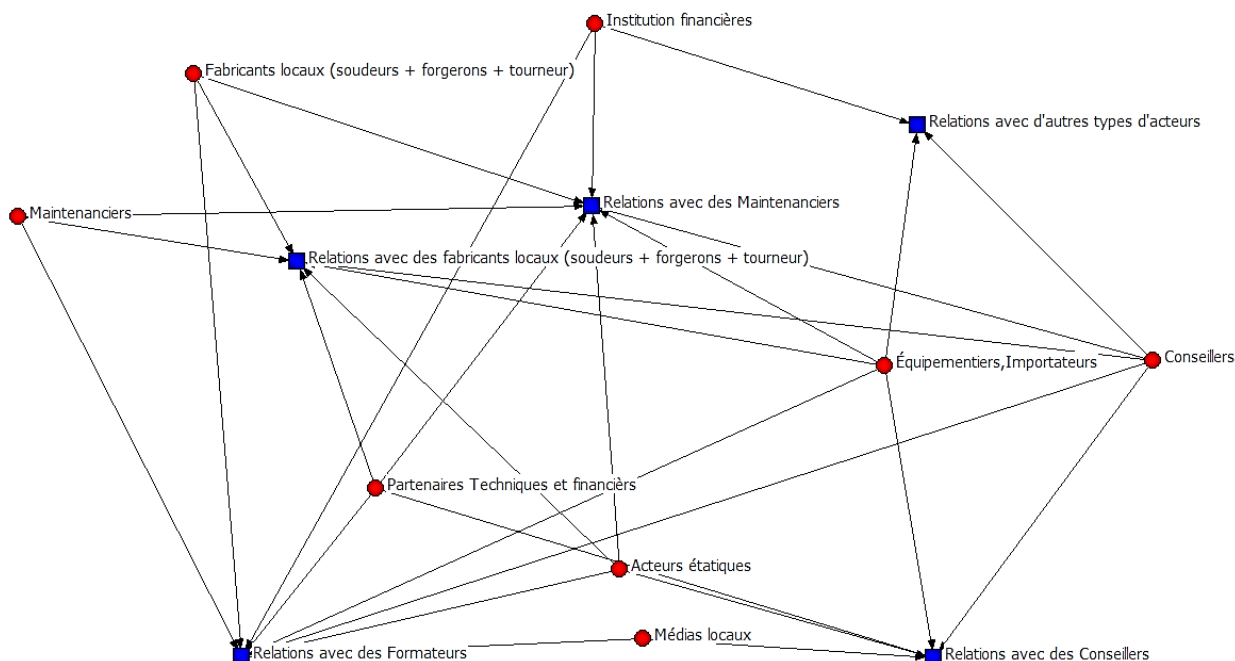 Institution financières
Fabricants locaux (soudeurs + forgerons + tourneur)
Relations avec d'autres types d'acteurs
Relations avec des Maintenanciers
Maintenanciers
Relations avec des fabricants locaux (soudeurs + forgerons + tourneur)
Équipementiers,Importateurs
Conseillers
Partenaires Techniques et financièrs
Acteurs étatiques
Médias locaux
Relations avec des Formateurs
Relations avec des Conseillers